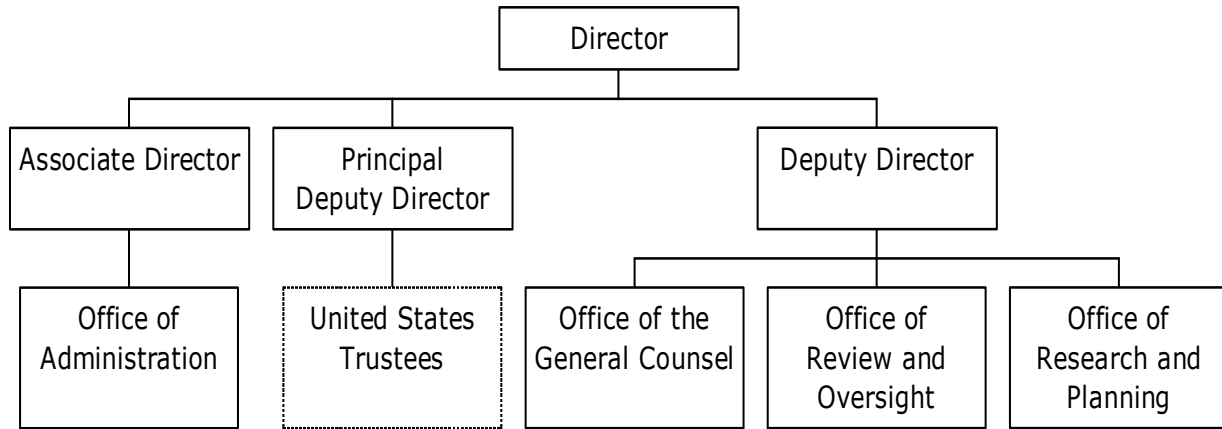 Director
Associate Director
Principal
Deputy Director
Deputy Director
Office of
Administration
United States
Trustees
Office of the
General Counsel
Office of
Review and
Oversight
Office of
Research and
Planning